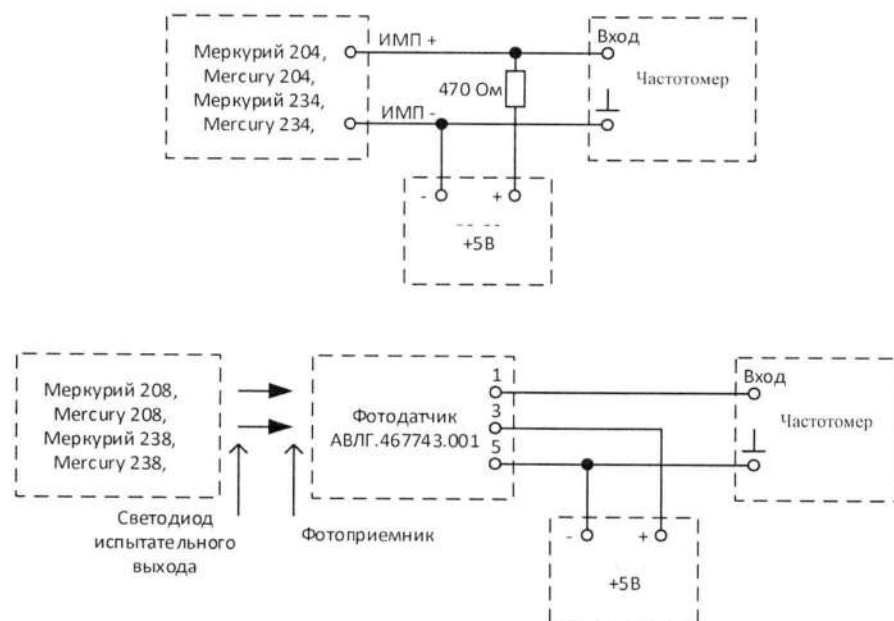 Меркурий 204,
Mercury 204,
Меркурий 234,
Mercury 234,
ИМП +
ИМП -
470 Ом
Вход
Частотомер
- +
+5В
Меркурий 208,
Mercury 208,
Меркурий 238,
Mercury 238,
Светодиод
испытательного
выхода
Фотоприемник
Фотодатчик
АВЛГ.467743.001
1
3
5
Вход
Частотомер
- +
+5В